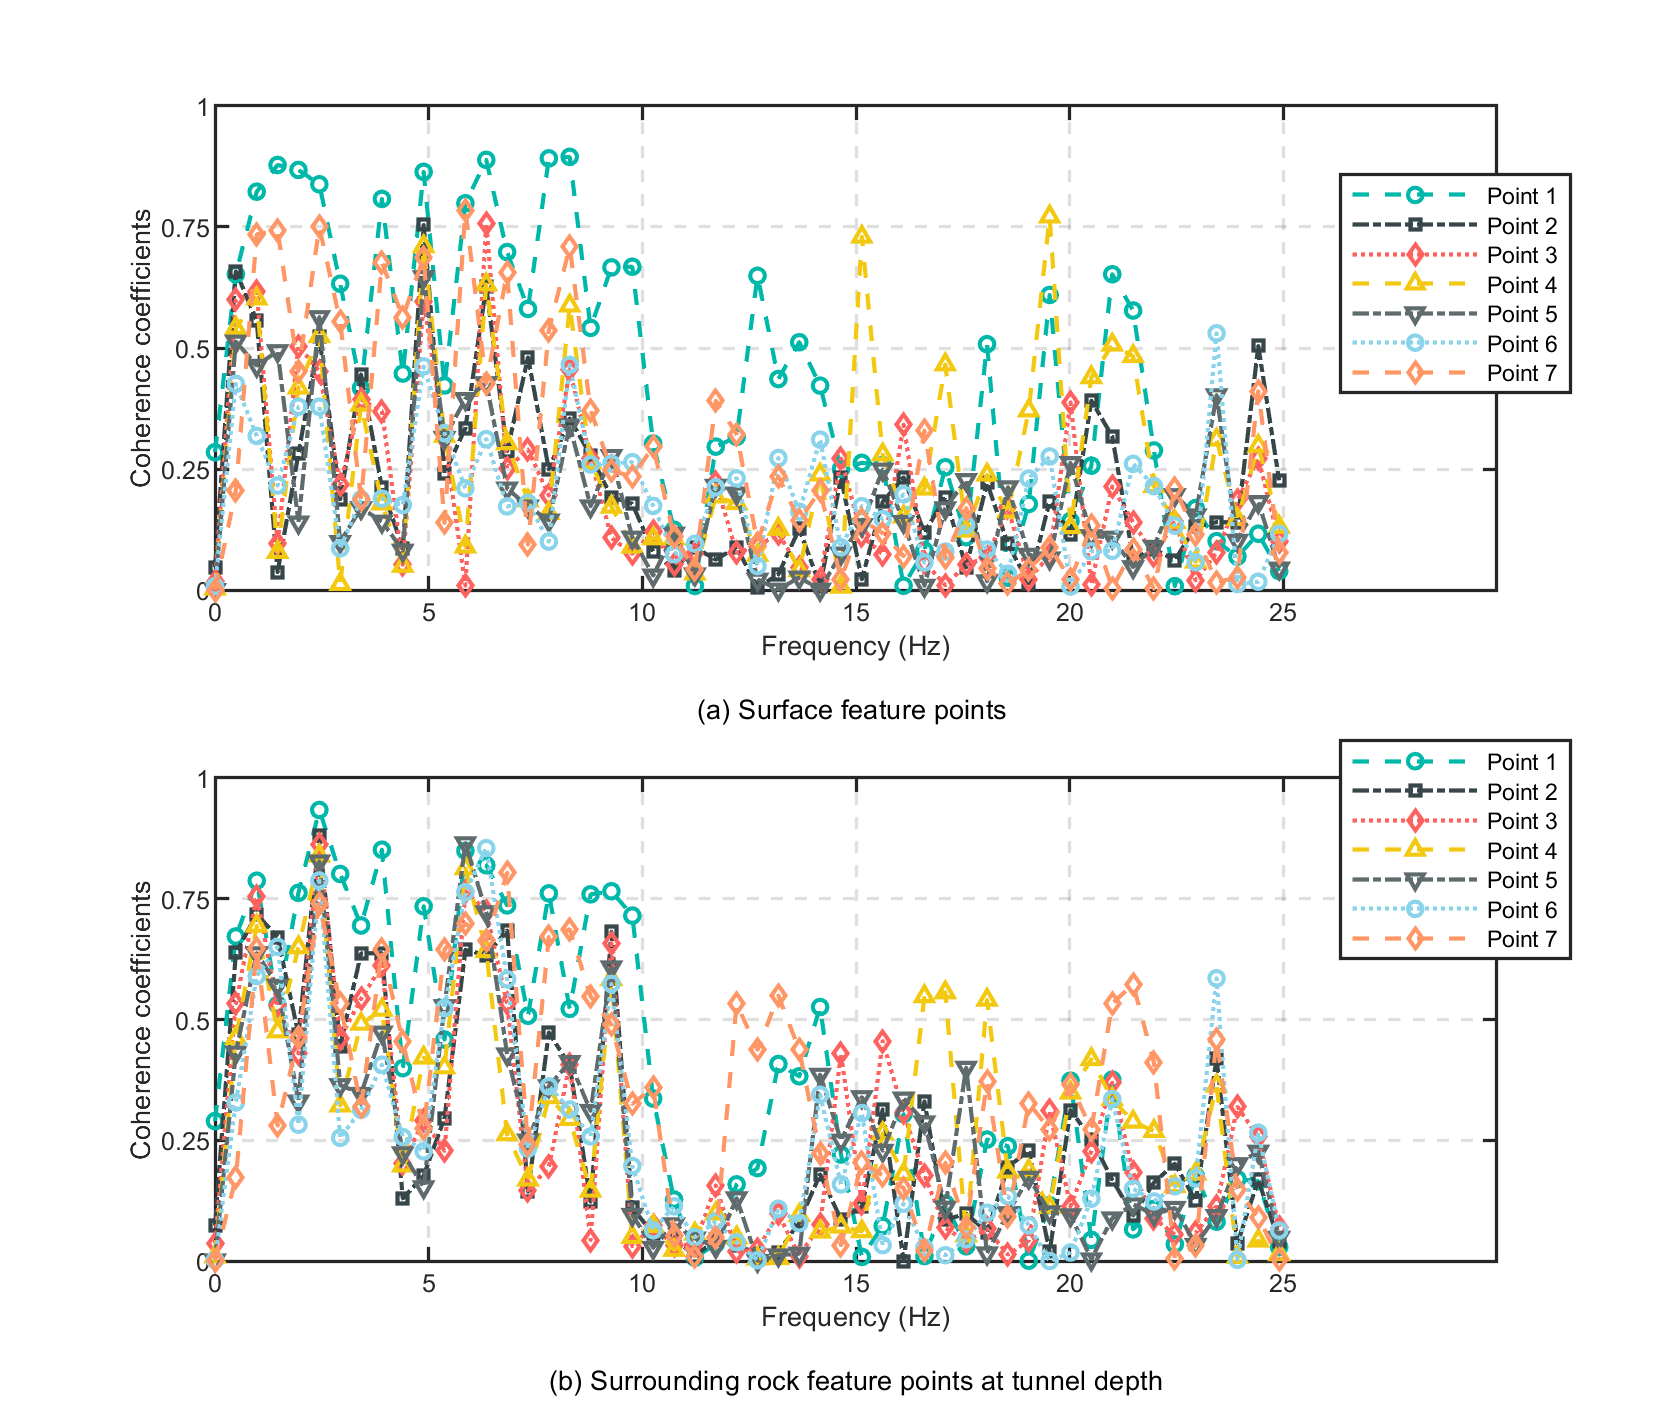 1
0.75
0.5
0.25
0
Coherence coefficients
0 5 10 15 20 25
Frequency (Hz)
Point 1
Point 2
Point 3
Point 4
Point 5
Point 6
Point 7
(a) Surface feature points
1
0.75
0.5
0.25
0
Coherence coefficients
0 5 10 15 20 25
Frequency (Hz)
Point 1
Point 2
Point 3
Point 4
Point 5
Point 6
Point 7
(b) Surrounding rock feature points at tunnel depth